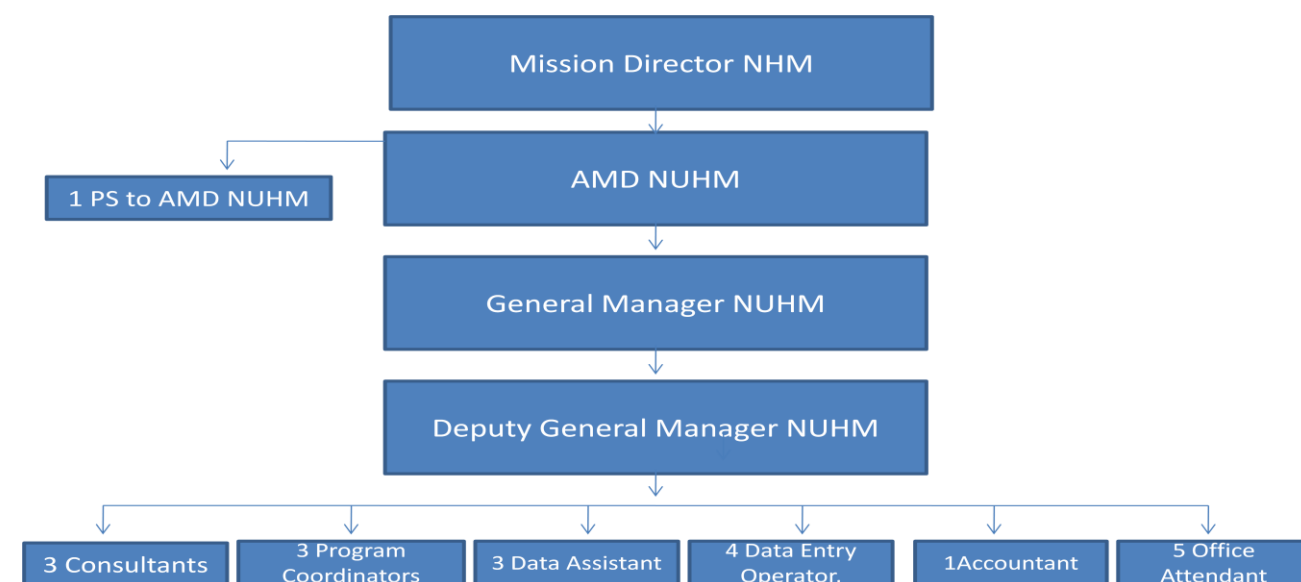 Mission Director NHM
AMD NUHM
1 PS to AMD NUHM
General Manager NUHM
Deputy General Manager NUHM
3 Consultants
3 Program
Coordinators
3 Data Assistant
4 Data Entry
Operator.
1Accountant
5 Office
Attendant